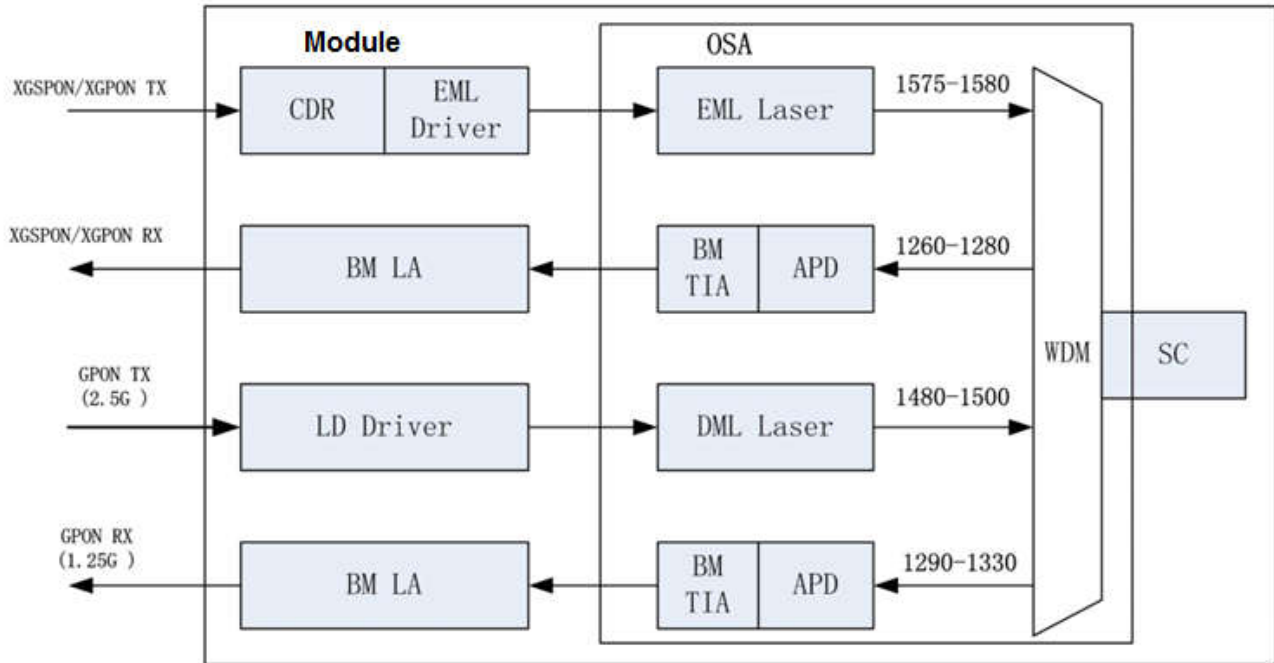 Module
OSA
XGSPON/XGPON TX
CDR
EML
Driver
EML Laser
1575-1580
XGSPON/XGPON RX
BM LA
BM
TIA
APD
1260-1280
WDM
SC
GPON TX
(2.5G )
LD Driver
DML Laser
1480-1500
GPON RX
(1.25G )
BM LA
BM
TIA
APD
1290-1330